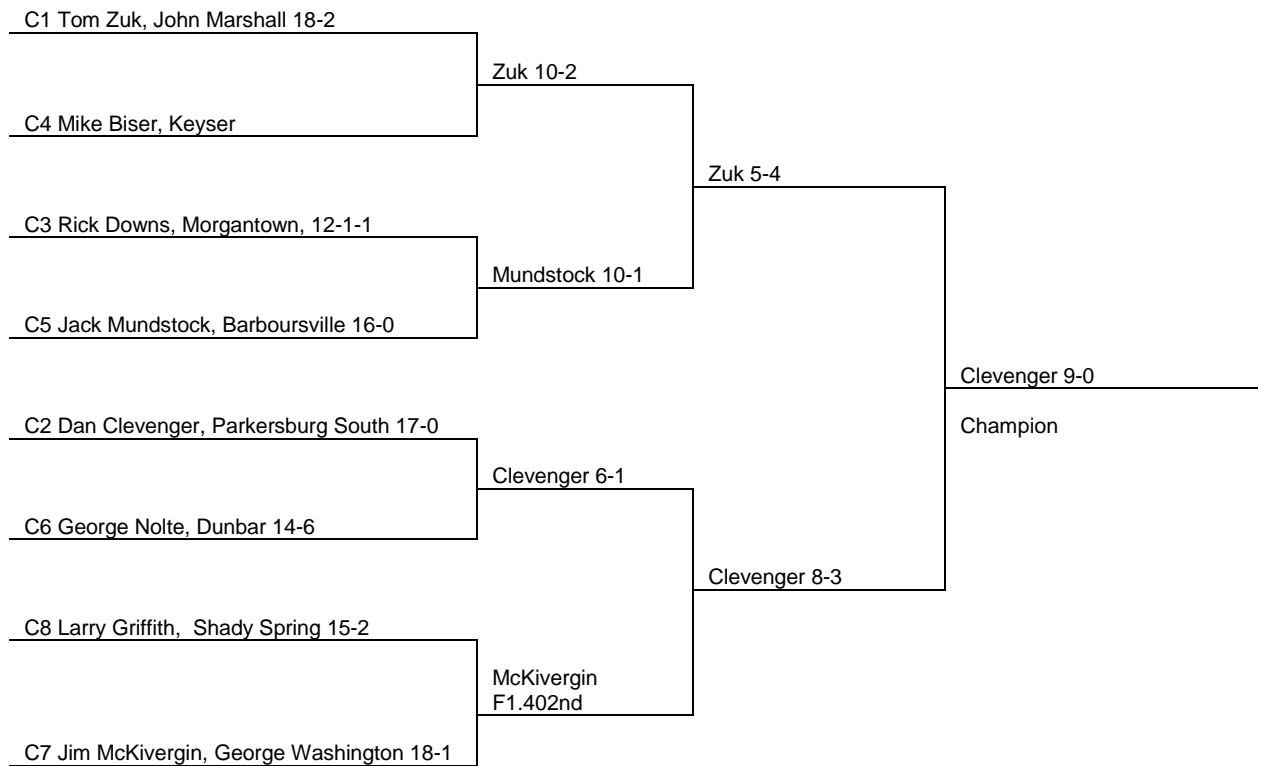 C1 Tom Zuk, John Marshall 18-2
Zuk 10-2
C4 Mike Biser, Keyser
Zuk 5-4
C3 Rick Downs, Morgantown, 12-1-1
Mundstock 10-1
C5 Jack Mundstock, Barboursville 16-0
Clevenger 9-0
C2 Dan Clevenger, Parkersburg South 17-0
Champion
Clevenger 6-1
C6 George Nolte, Dunbar 14-6
Clevenger 8-3
C8 Larry Griffith,  Shady Spring 15-2
McKivergin
F1.402nd
C7 Jim McKivergin, George Washington 18-1